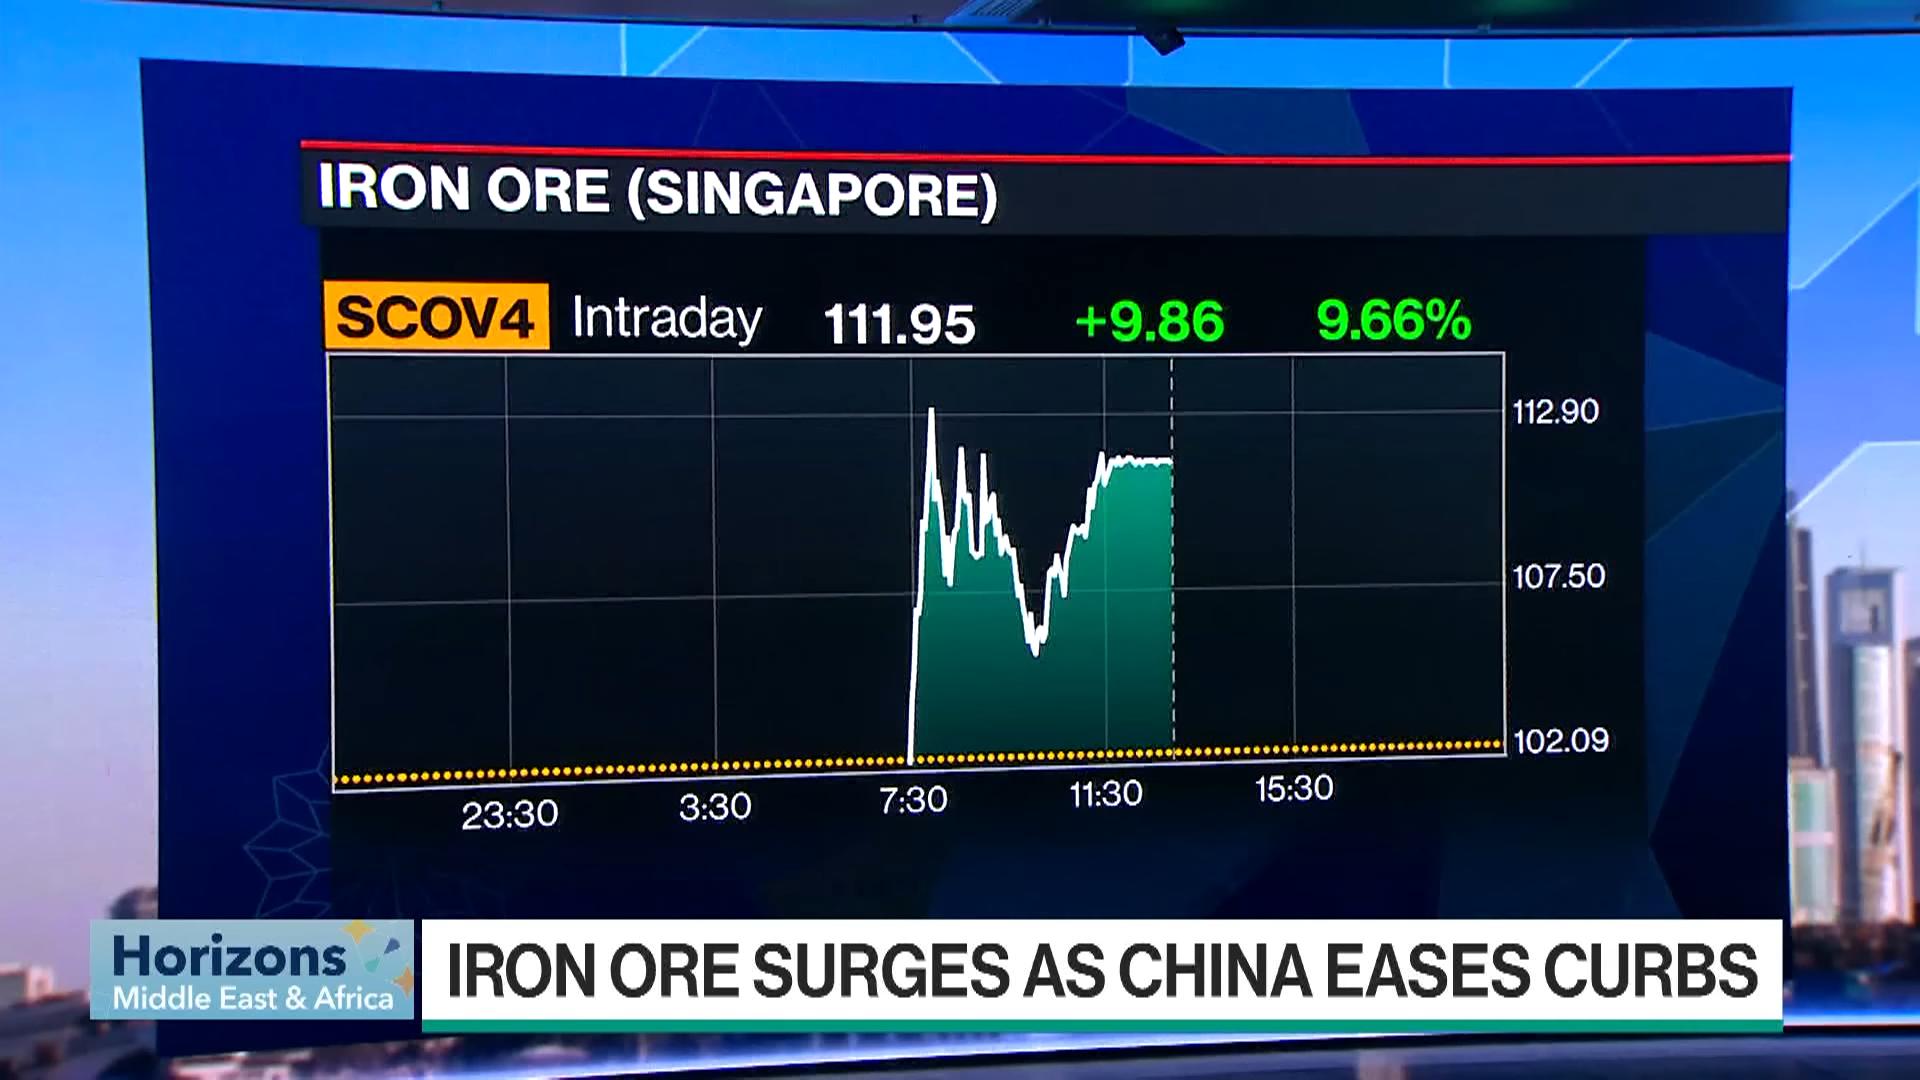 IRON ORE (SINGAPORE)
SCOV4 Intraday 111.95 +9.86 9.66%
112.90
107.50
102.09
23:30 3:30 7:30 11:30 15:30
Horizons
Middle East & Africa
IRON ORE SURGES AS CHINA EASES CURBS